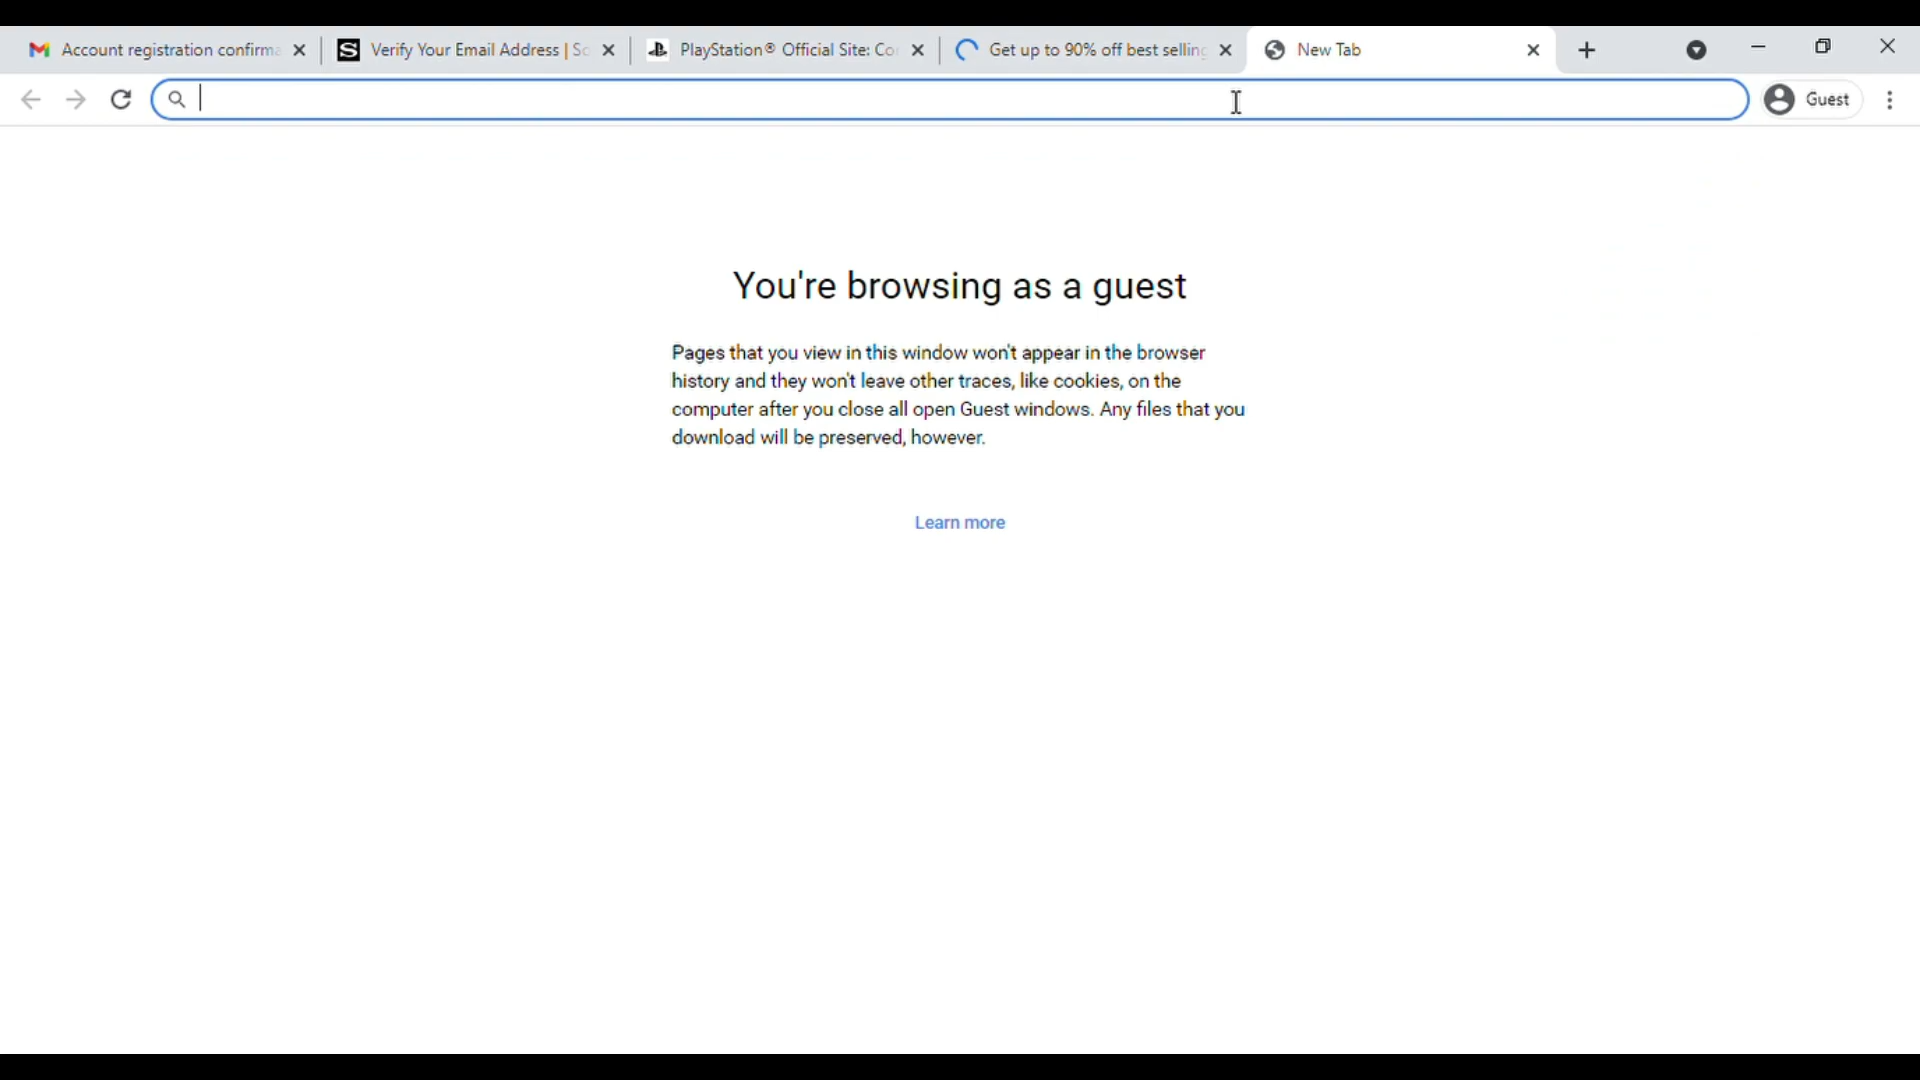 Account registration confirma
Verify Your Email Address | Sc
PlayStation® Official Site: Co
Get up to 90% off best selling
New Tab
Guest
You're browsing as a guest
Pages that you view in this window won't appear in the browser
history and they won't leave other traces, like cookies, on the
computer after you close all open Guest windows. Any files that you
download will be preserved, however.
Learn more